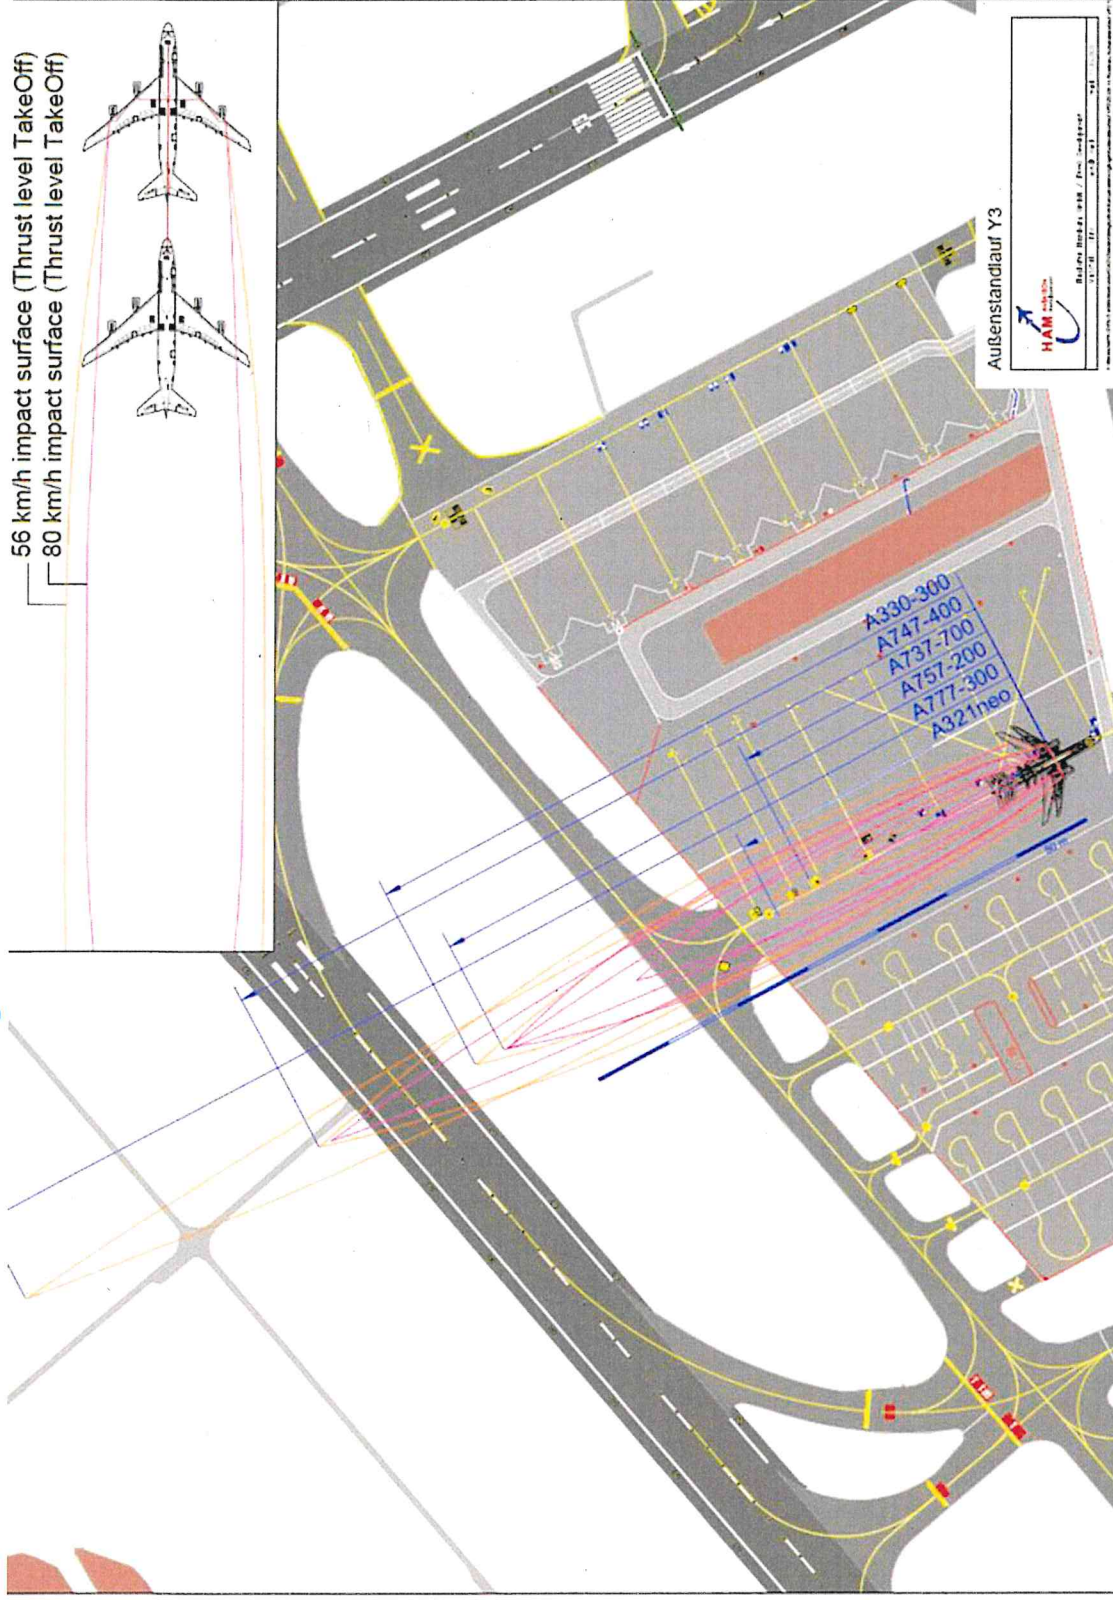 56 km/h impact surface (Thrust level TakeOff)
80 km/h impact surface (Thrust level TakeOff)
A330-300
A747-400
A737-700
A757-200
A777-300
A321neo
50 m
Außenstandlauf Y3
HAM